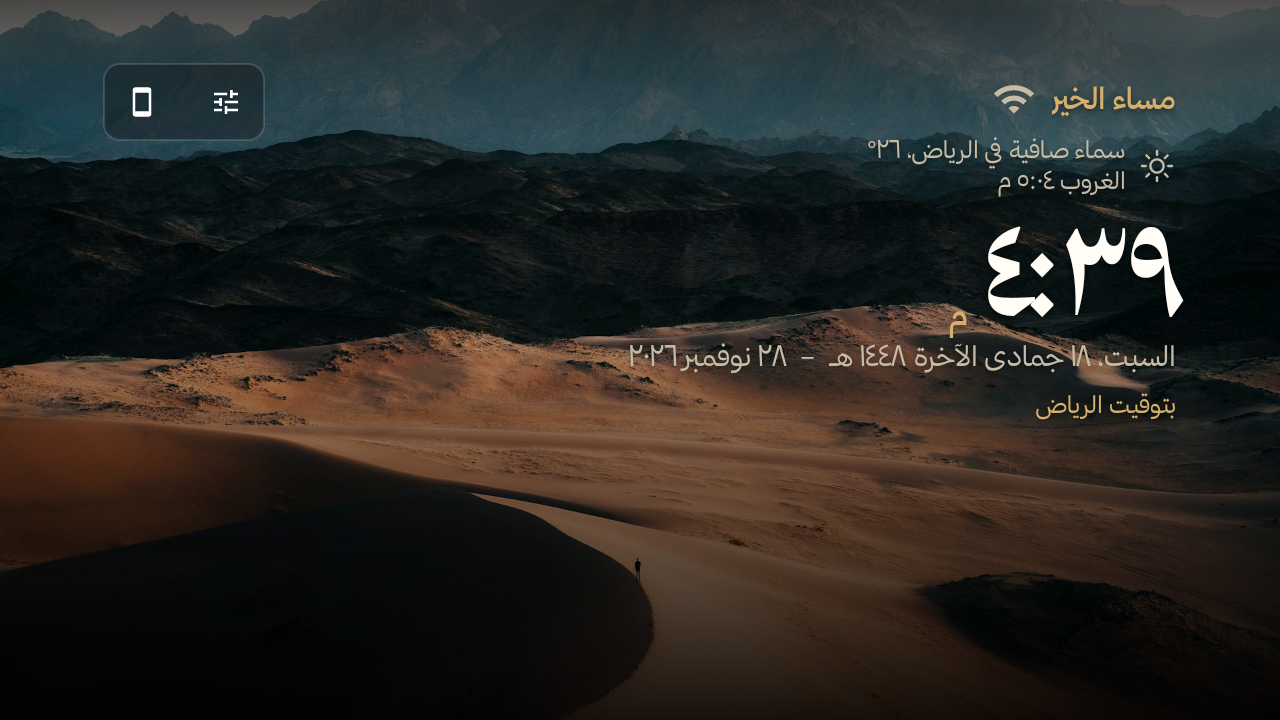 مساء الخير
سماء صافية في الرياض، ٢٦°
الغروب ٥:٠٤ م
٤:٣٩ م
السبت، ١٨ جمادى الآخرة ١٤٤٨ هـ – ٢٨ نوفمبر ٢٠٢٦
بتوقيت الرياض